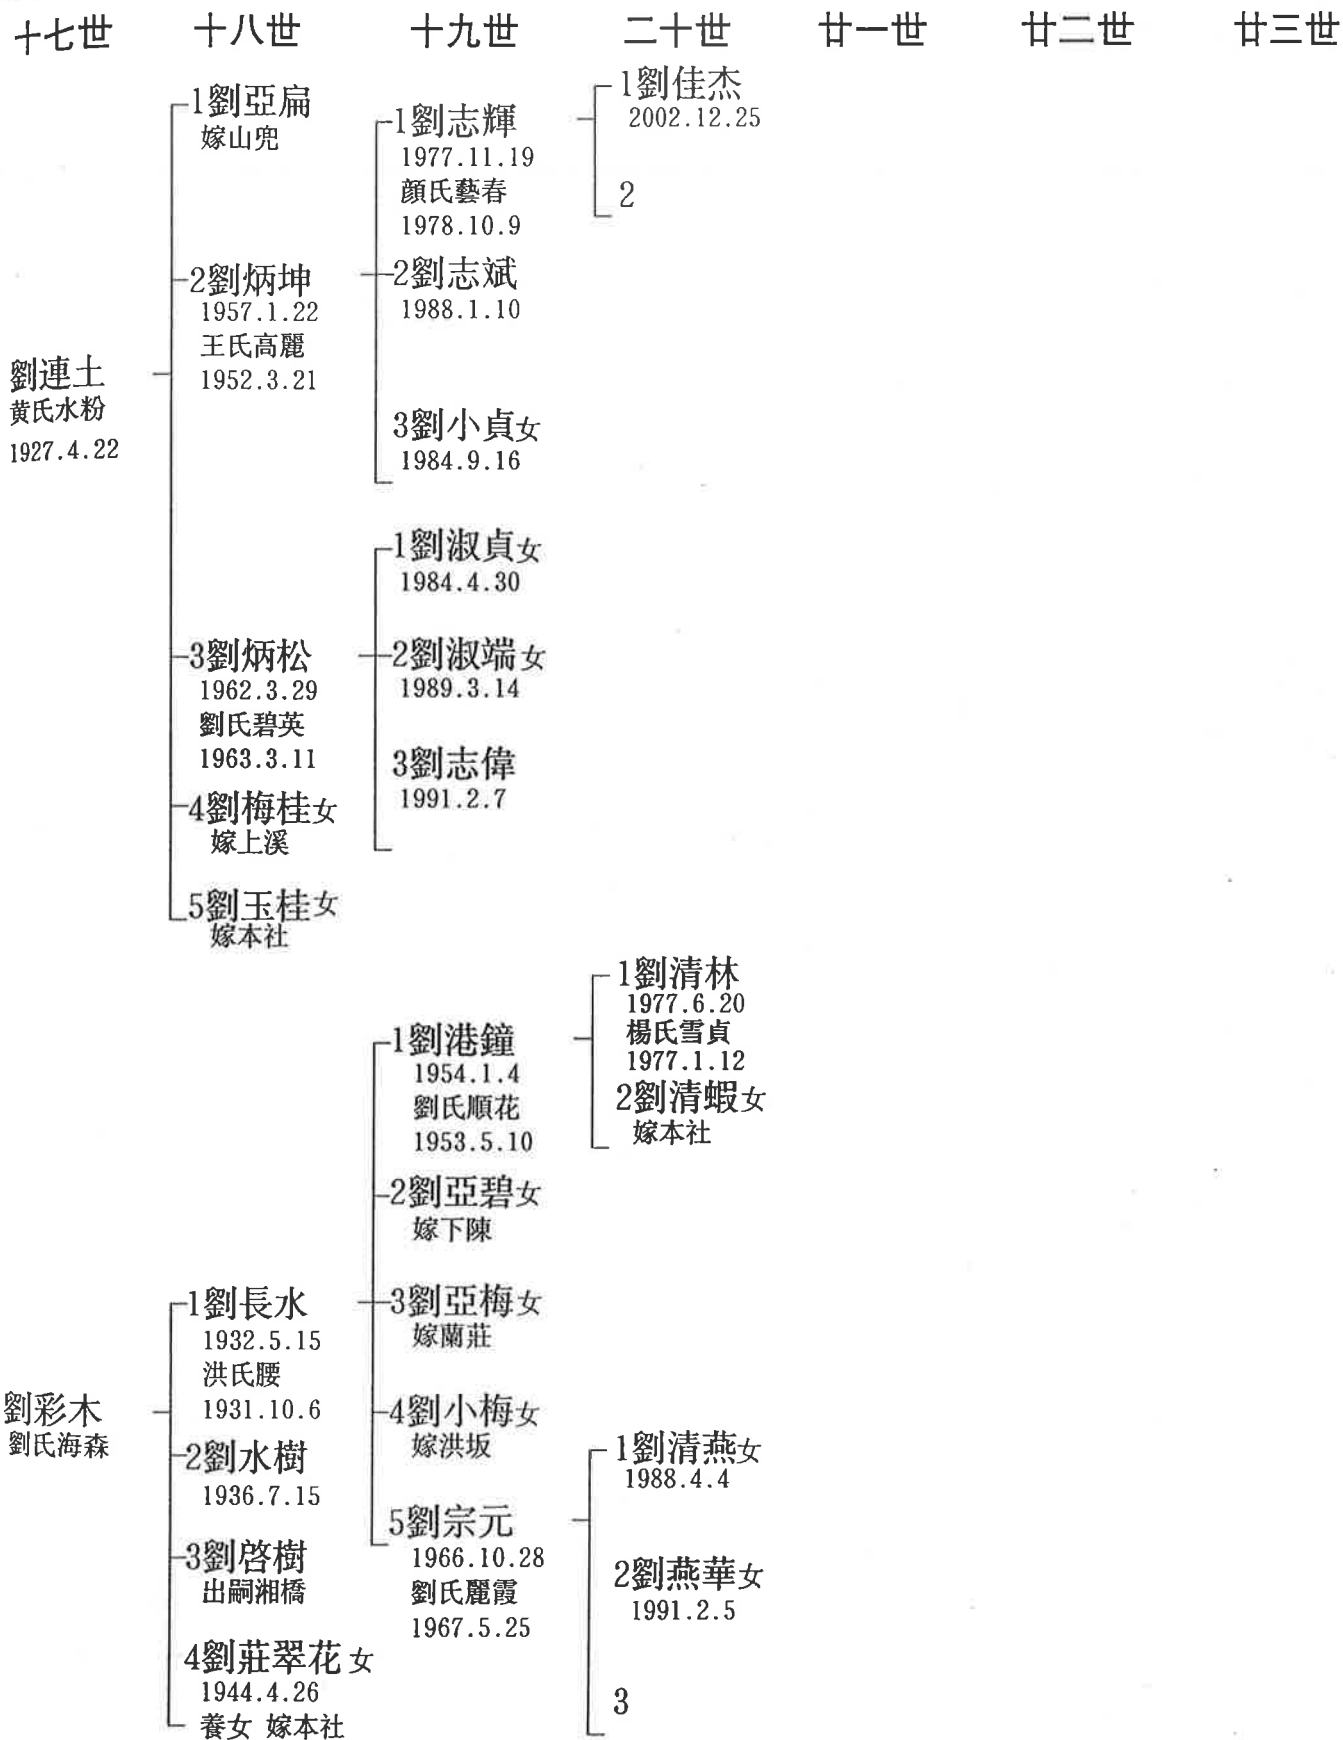 十七世 十八世 十九世 二十世 廿一世 廿二世 廿三世
劉連土
黄氏水粉
1927.4.22
1劉亞扁
嫁山兜
2劉炳坤
1957.1.22
王氏高麗
1952.3.21
1劉志輝
1977.11.19
顔氏藝春
1978.10.9
1劉佳杰
2002.12.25
2
2劉志斌
1988.1.10
3劉小貞女
1984.9.16
3劉炳松
1962.3.29
劉氏碧英
1963.3.11
1劉淑貞女
1984.4.30
2劉淑端女
1989.3.14
3劉志偉
1991.2.7
4劉梅桂女
嫁上溪
5劉玉桂女
嫁本社
劉彩木
劉氏海森
1劉長水
1932.5.15
洪氏腰
1931.10.6
1劉港鐘
1954.1.4
劉氏順花
1953.5.10
1劉清林
1977.6.20
楊氏雪貞
1977.1.12
2劉清蝦女
嫁本社
2劉亞碧女
嫁下陳
3劉亞梅女
嫁蘭莊
4劉小梅女
嫁洪坂
5劉宗元
1966.10.28
劉氏麗霞
1967.5.25
1劉清燕女
1988.4.4
2劉燕華女
1991.2.5
3
2劉水樹
1936.7.15
3劉啓樹
出嗣湘橋
4劉莊翠花女
1944.4.26
養女 嫁本社